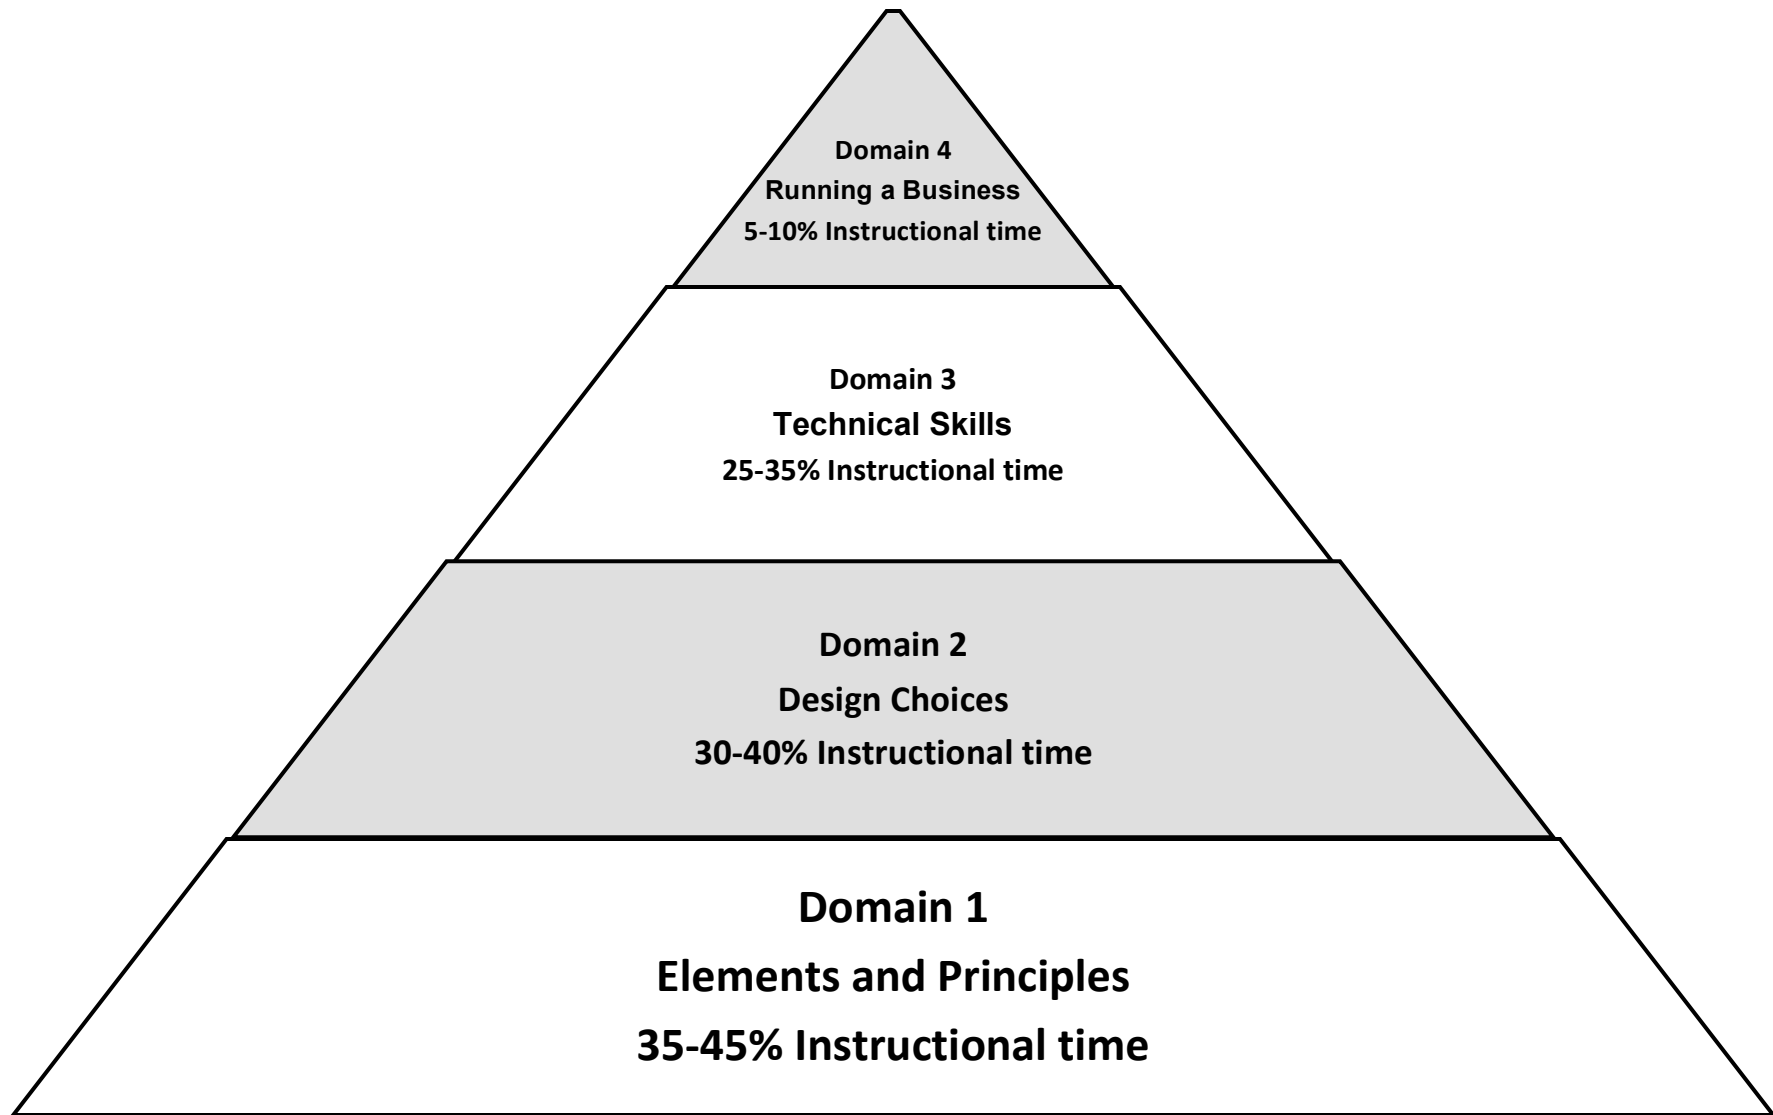 Domain 4
Running a Business
5-10% Instructional time
Domain 3
Technical Skills
25-35% Instructional time
Domain 2
Design Choices
30-40% Instructional time
Domain 1
Elements and Principles
35-45% Instructional time